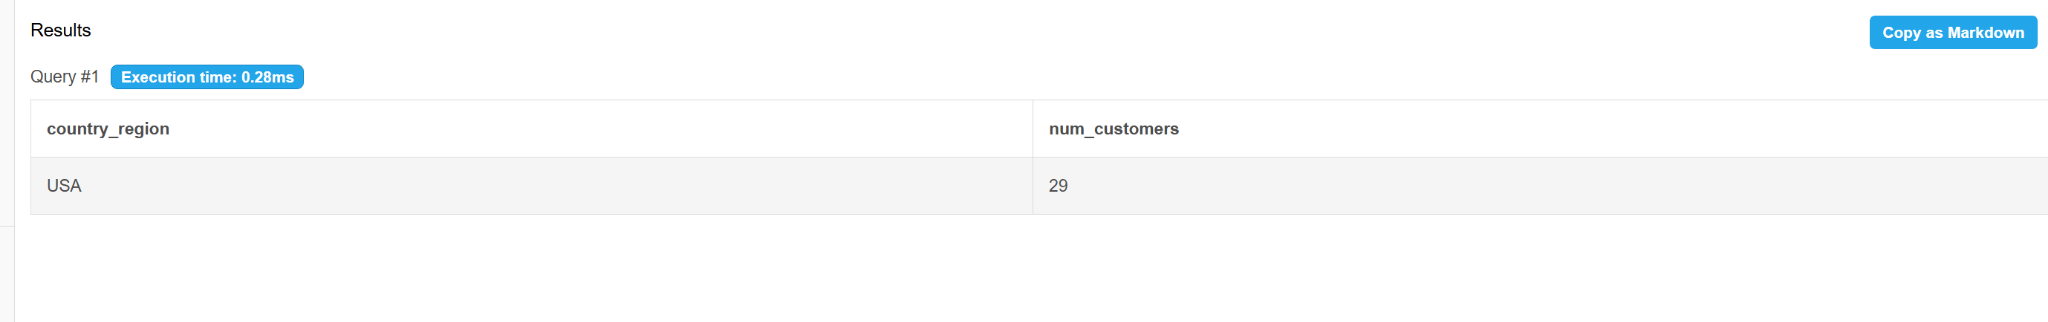 Results
Copy as Markdown
Query #1 Execution time: 0.28ms
country_region num_customers
USA 29